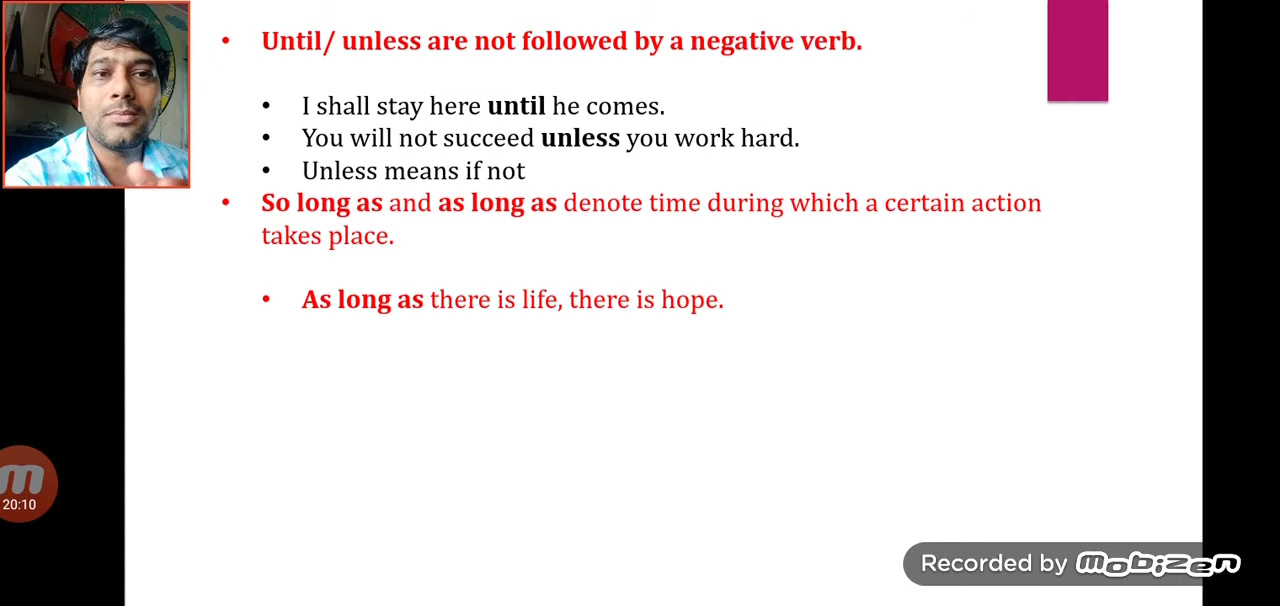 • Until/ unless are not followed by a negative verb.
• I shall stay here until he comes.
• You will not succeed unless you work hard.
• Unless means if not
• So long as and as long as denote time during which a certain action
takes place.
• As long as there is life, there is hope.
m
20:10
Recorded by mobizen